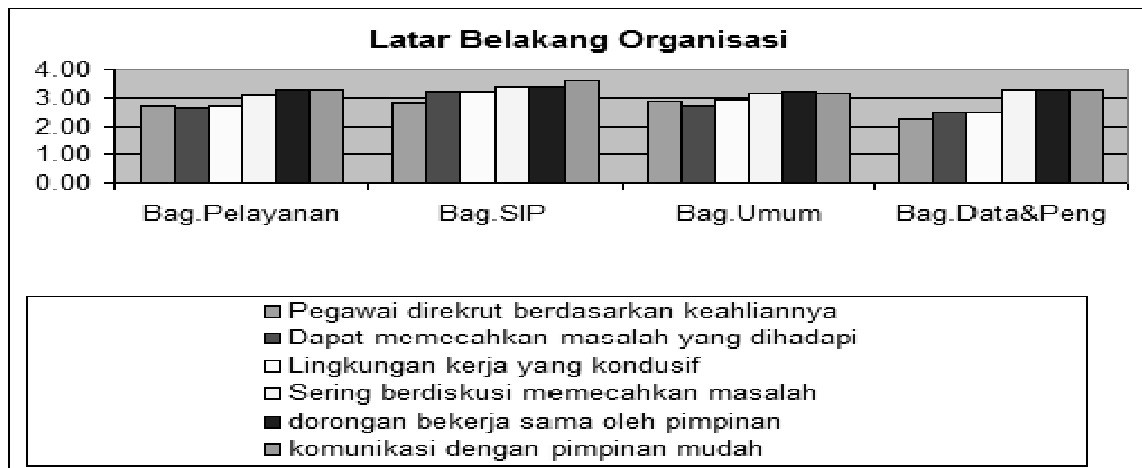 Latar Belakang Organisasi
4.00
3.00
2.00
1.00
0.00
Bag.Pelayanan Bag.SIP Bag.Umum Bag.Data&Peng
Pegawai direkrut berdasarkan keahliannya
Dapat memecahkan masalah yang dihadapi
Lingkungan kerja yang kondusif
Sering berdiskusi memecahkan masalah
dorongan bekerja sama oleh pimpinan
komunikasi dengan pimpinan mudah